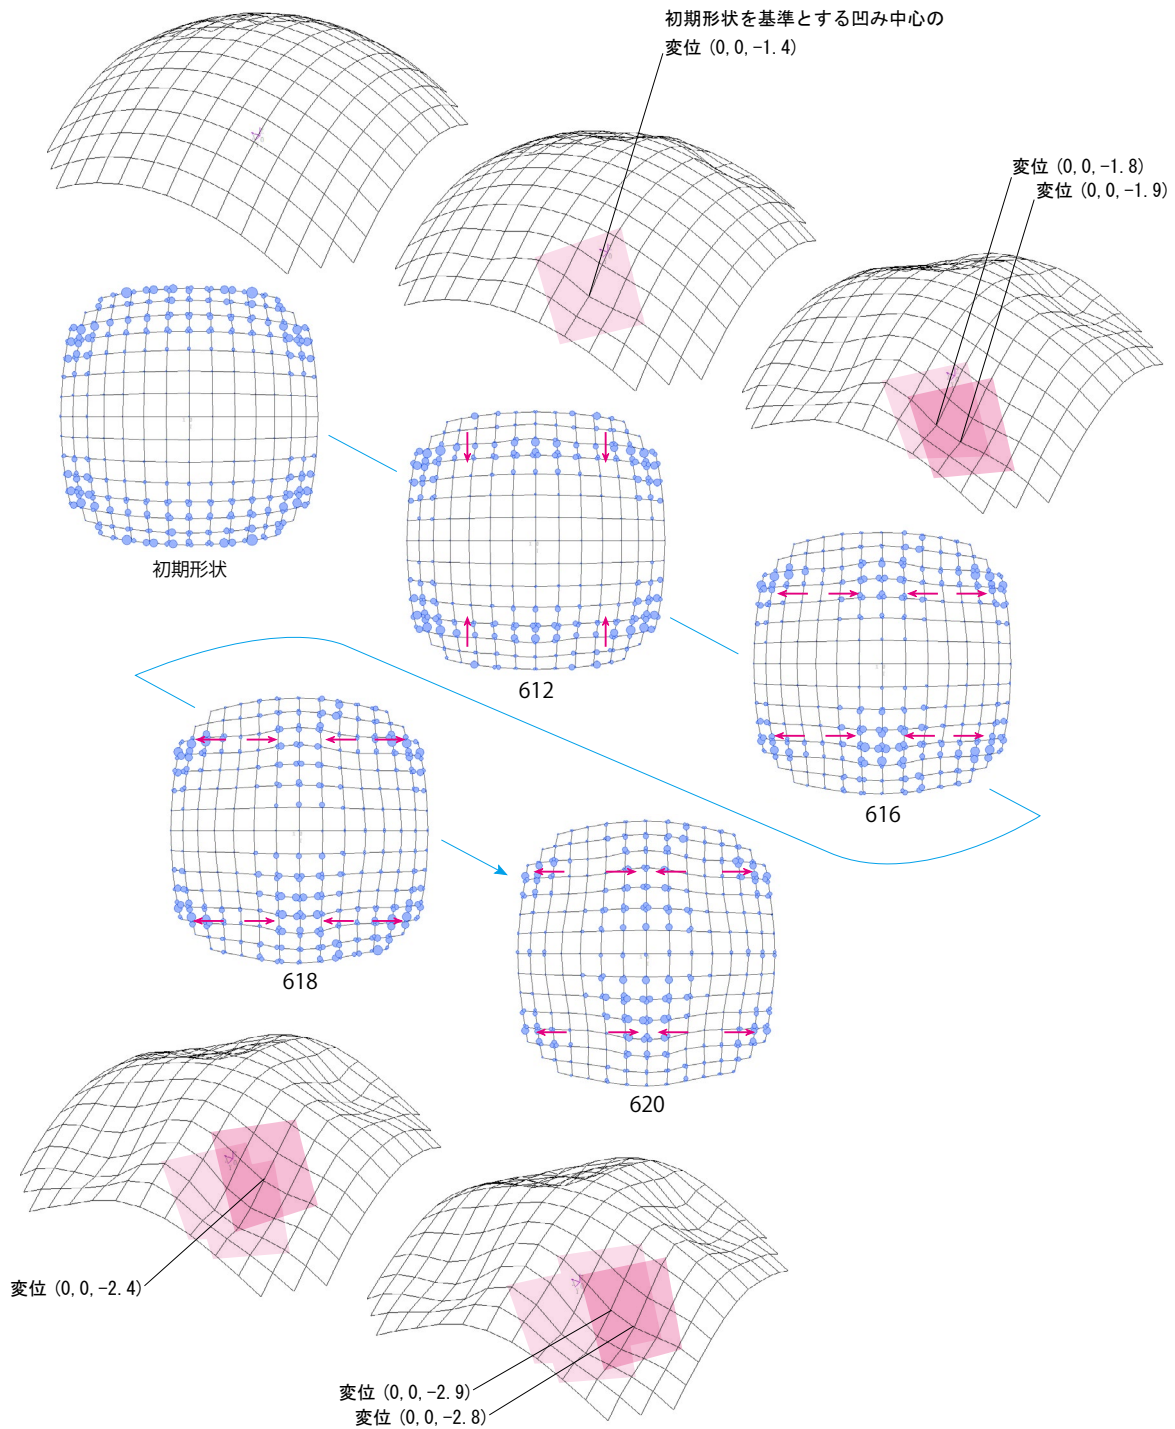 初期形状を基準とする凹み中心の
変位 (0,0,-1.4)
変位 (0,0,-1.8)
変位 (0,0,-1.9)
初期形状
612
616
618
620
変位 (0,0,-2.4)
変位 (0,0,-2.9)
変位 (0,0,-2.8)